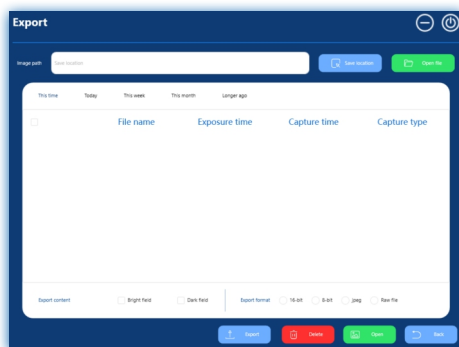 Export
Image path Save location Save location Open file
This time Today This week This month Longer ago
File name Exposure time Capture time Capture type
Export content Bright field Dark field Export format 16-bit 8-bit jpeg Raw file
Export Delete Open Back